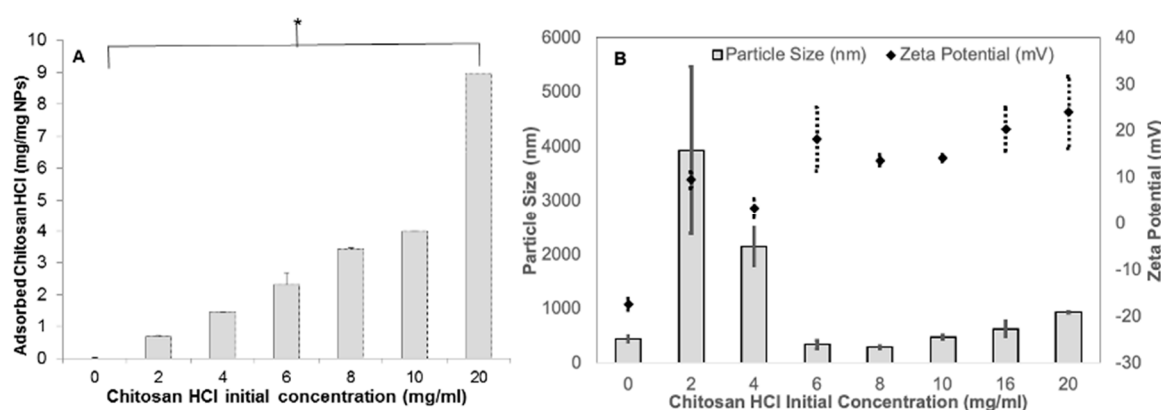 *
A
Adsorbed Chitosan HCl (mg/mg NPs)
10
9
8
7
6
5
4
3
2
1
0
0 2 4 6 8 10 20
Chitosan HCl initial concentration (mg/ml)
B
Particle Size (nm) Zeta Potential (mV)
Particle Size (nm)
6000
5000
4000
3000
2000
1000
0
40
30
20
10
0
-10
-20
-30
Zeta Potential (mV)
0 2 4 6 8 10 16 20
Chitosan HCl Initial Concentration (mg/ml)